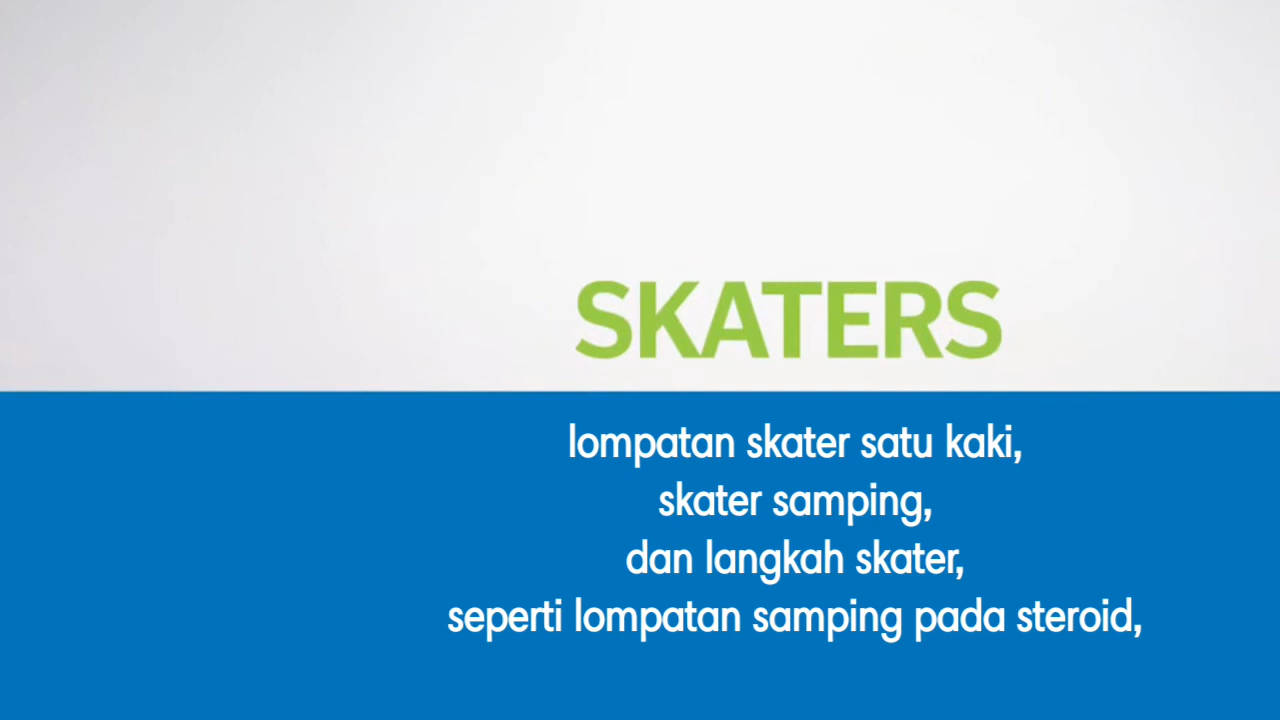 SKATERS
lompatan skater satu kaki,
skater samping,
dan langkah skater,
seperti lompatan samping pada steroid,